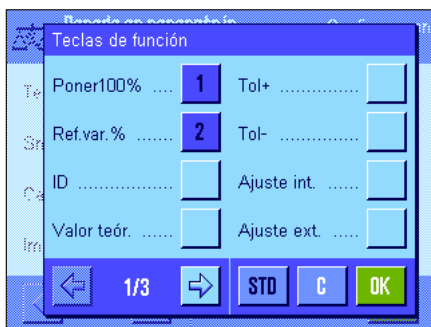 Teclas de función
Poner100% .... 1 Tol+ ...............
Ref.var.% ....... 2 Tol- ................
ID ................. Ajuste int. ......
Valor teór. ...... Ajuste ext. .....
1/3 STD C OK